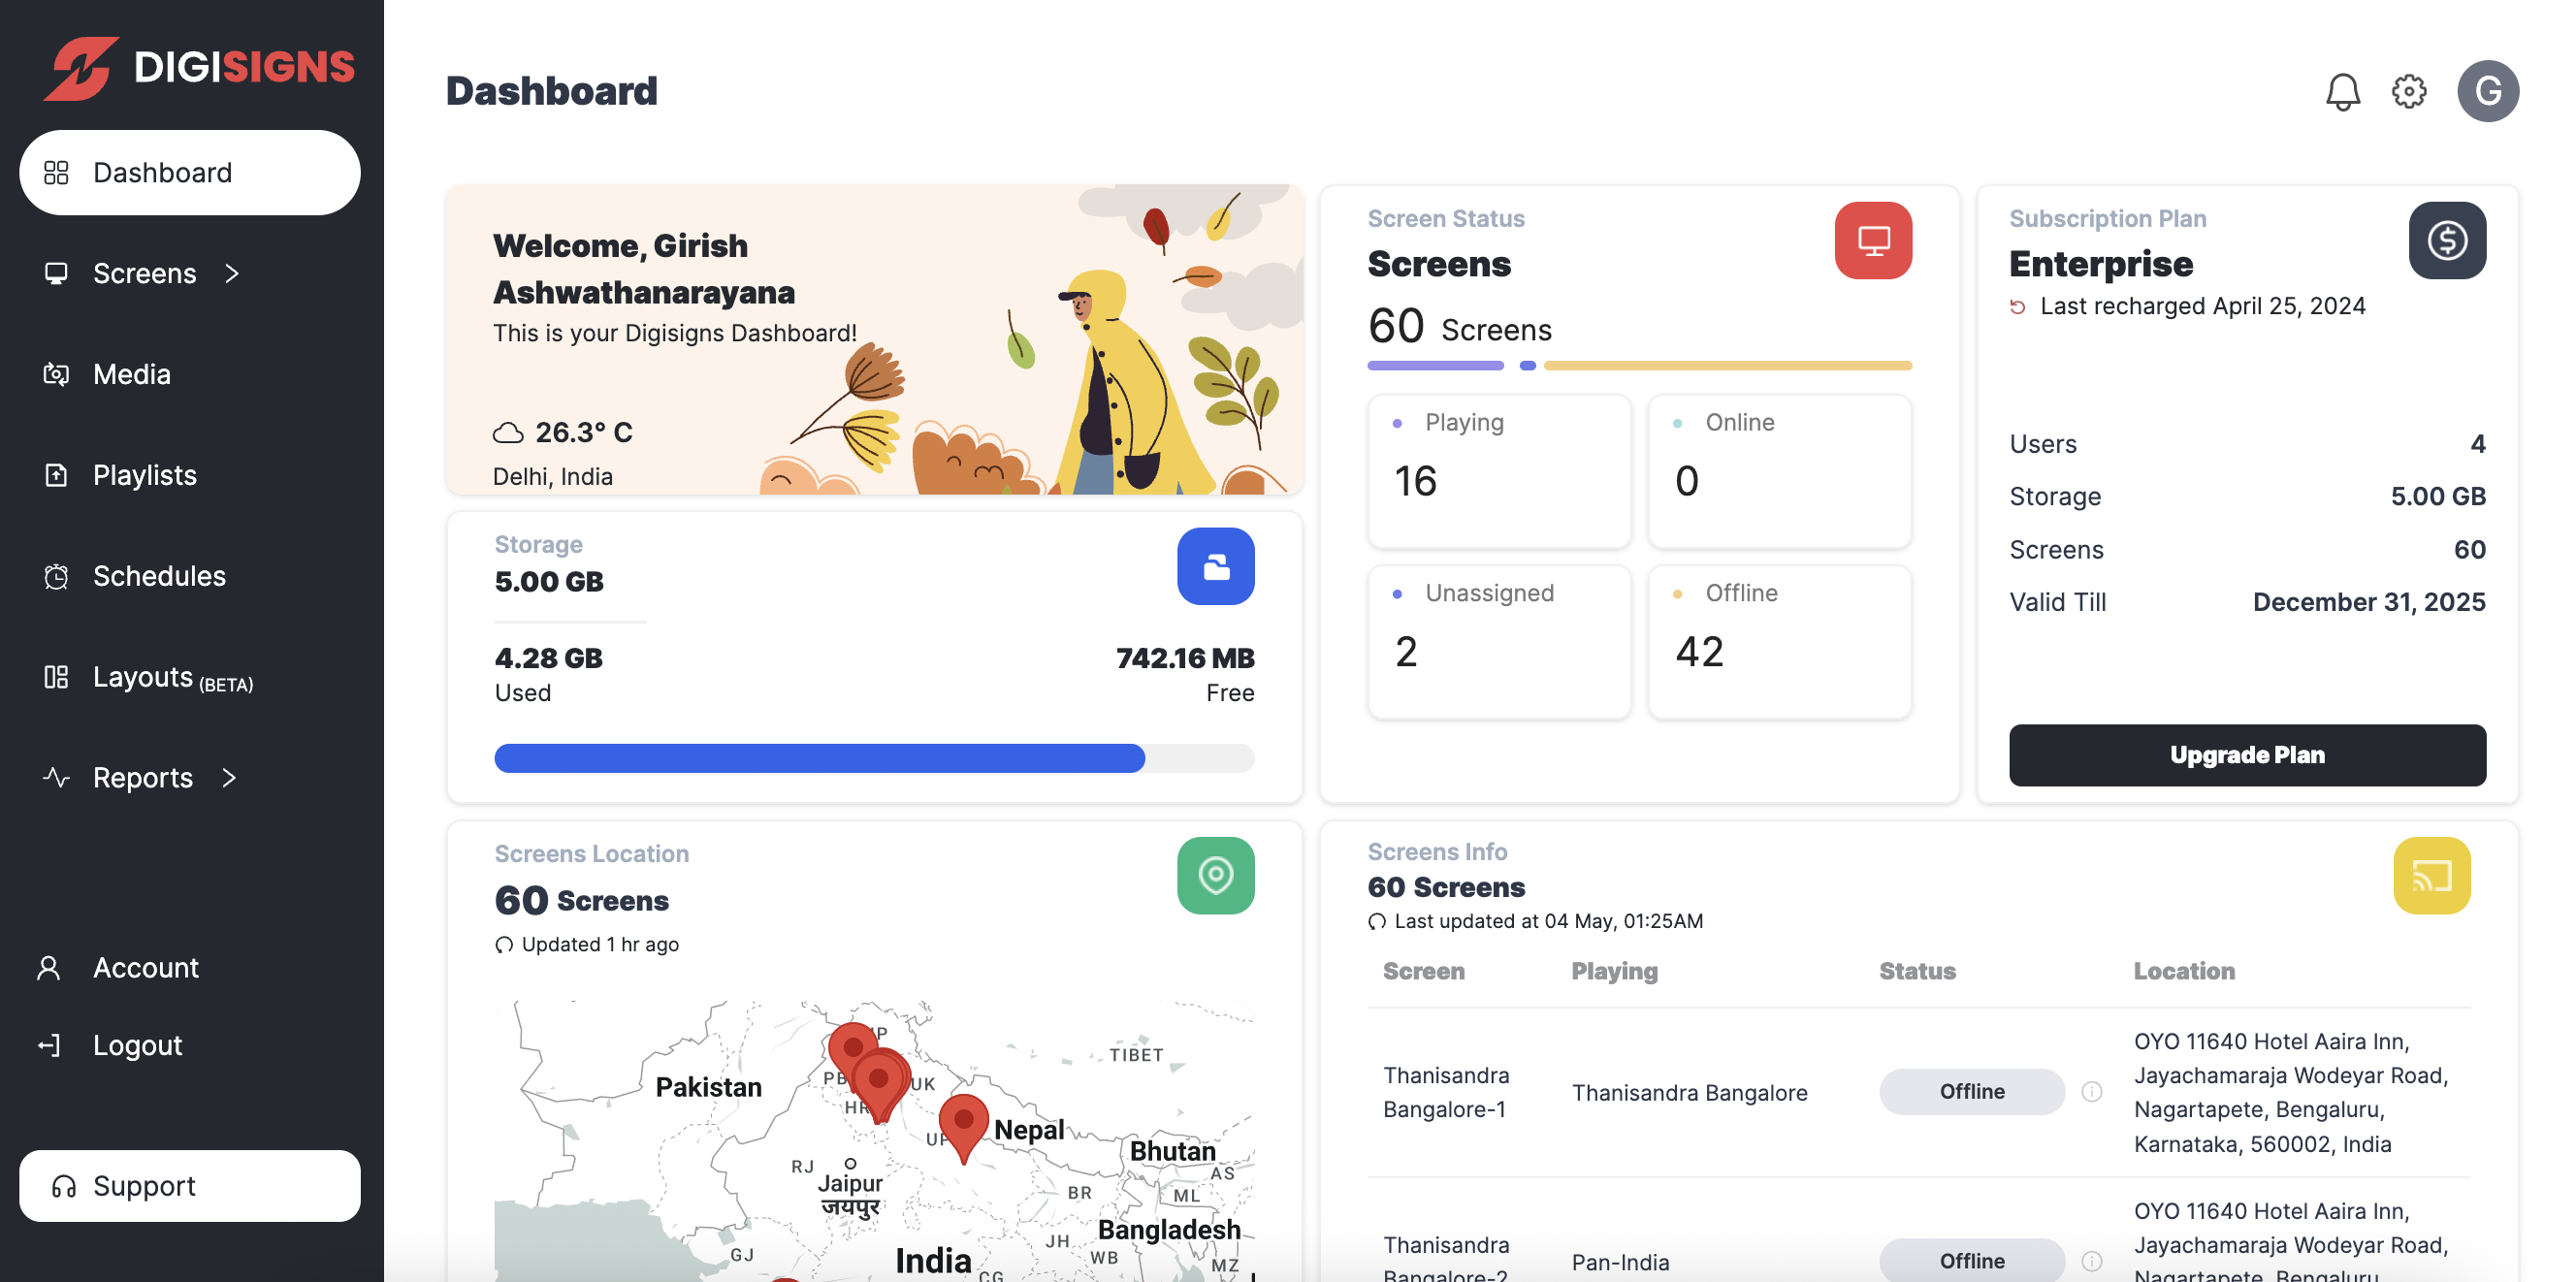 DIGISIGNS
Dashboard
Screens
Media
Playlists
Schedules
Layouts (BETA)
Reports
Account
Logout
Support
Dashboard
G
Welcome, Girish
Ashwathanarayana
This is your Digisigns Dashboard!
26.3° C
Delhi, India
Storage
5.00 GB
4.28 GB
Used
742.16 MB
Free
Screen Status
Screens
60 Screens
Playing
16
Online
0
Unassigned
2
Offline
42
Subscription Plan
Enterprise
Last recharged April 25, 2024
Users 4
Storage 5.00 GB
Screens 60
Valid Till December 31, 2025
Upgrade Plan
Screens Location
60 Screens
Updated 1 hr ago
TIBET
Pakistan
PB
UK
HR
UP
Nepal
Bhutan
RJ
Jaipur
जयपुर
AS
BR
ML
Bangladesh
GJ
India
JH
WB
MZ
CG
Screens Info
60 Screens
Last updated at 04 May, 01:25AM
Screen Playing Status Location
Thanisandra
Bangalore-1
Thanisandra Bangalore
Offline
OYO 11640 Hotel Aaira Inn,
Jayachamaraja Wodeyar Road,
Nagartapete, Bengaluru,
Karnataka, 560002, India
Thanisandra
Bangalore-2
Pan-India
Offline
OYO 11640 Hotel Aaira Inn,
Jayachamaraja Wodeyar Road,
Nagartapete, Bengaluru,